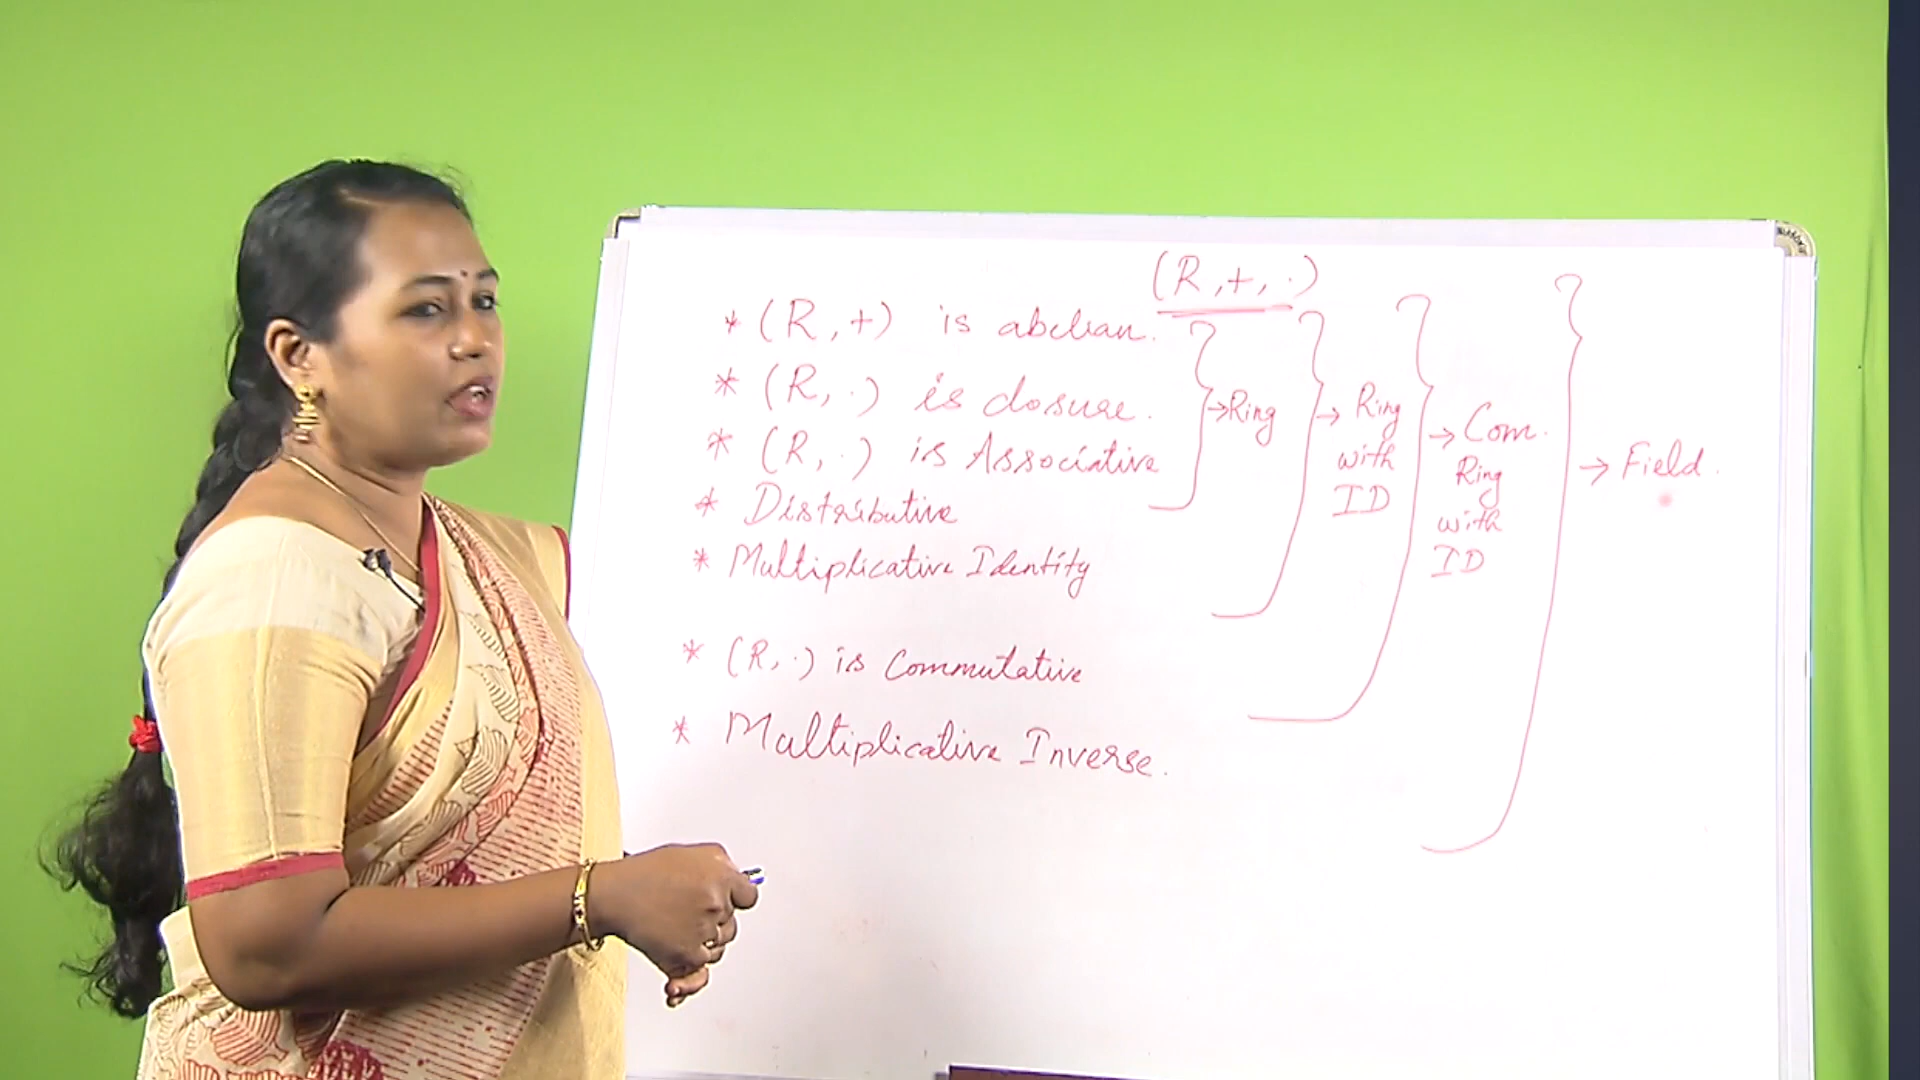 (R, +, ·)
* (R, +) is abelian.
* (R, ·) is closure.
* (R, ·) is Associative
* Distributive
→ Ring
* Multiplicative Identity
→ Ring
with
ID
* (R, ·) is Commutative
→ Com.
Ring
with
ID
* Multiplicative Inverse.
→ Field.